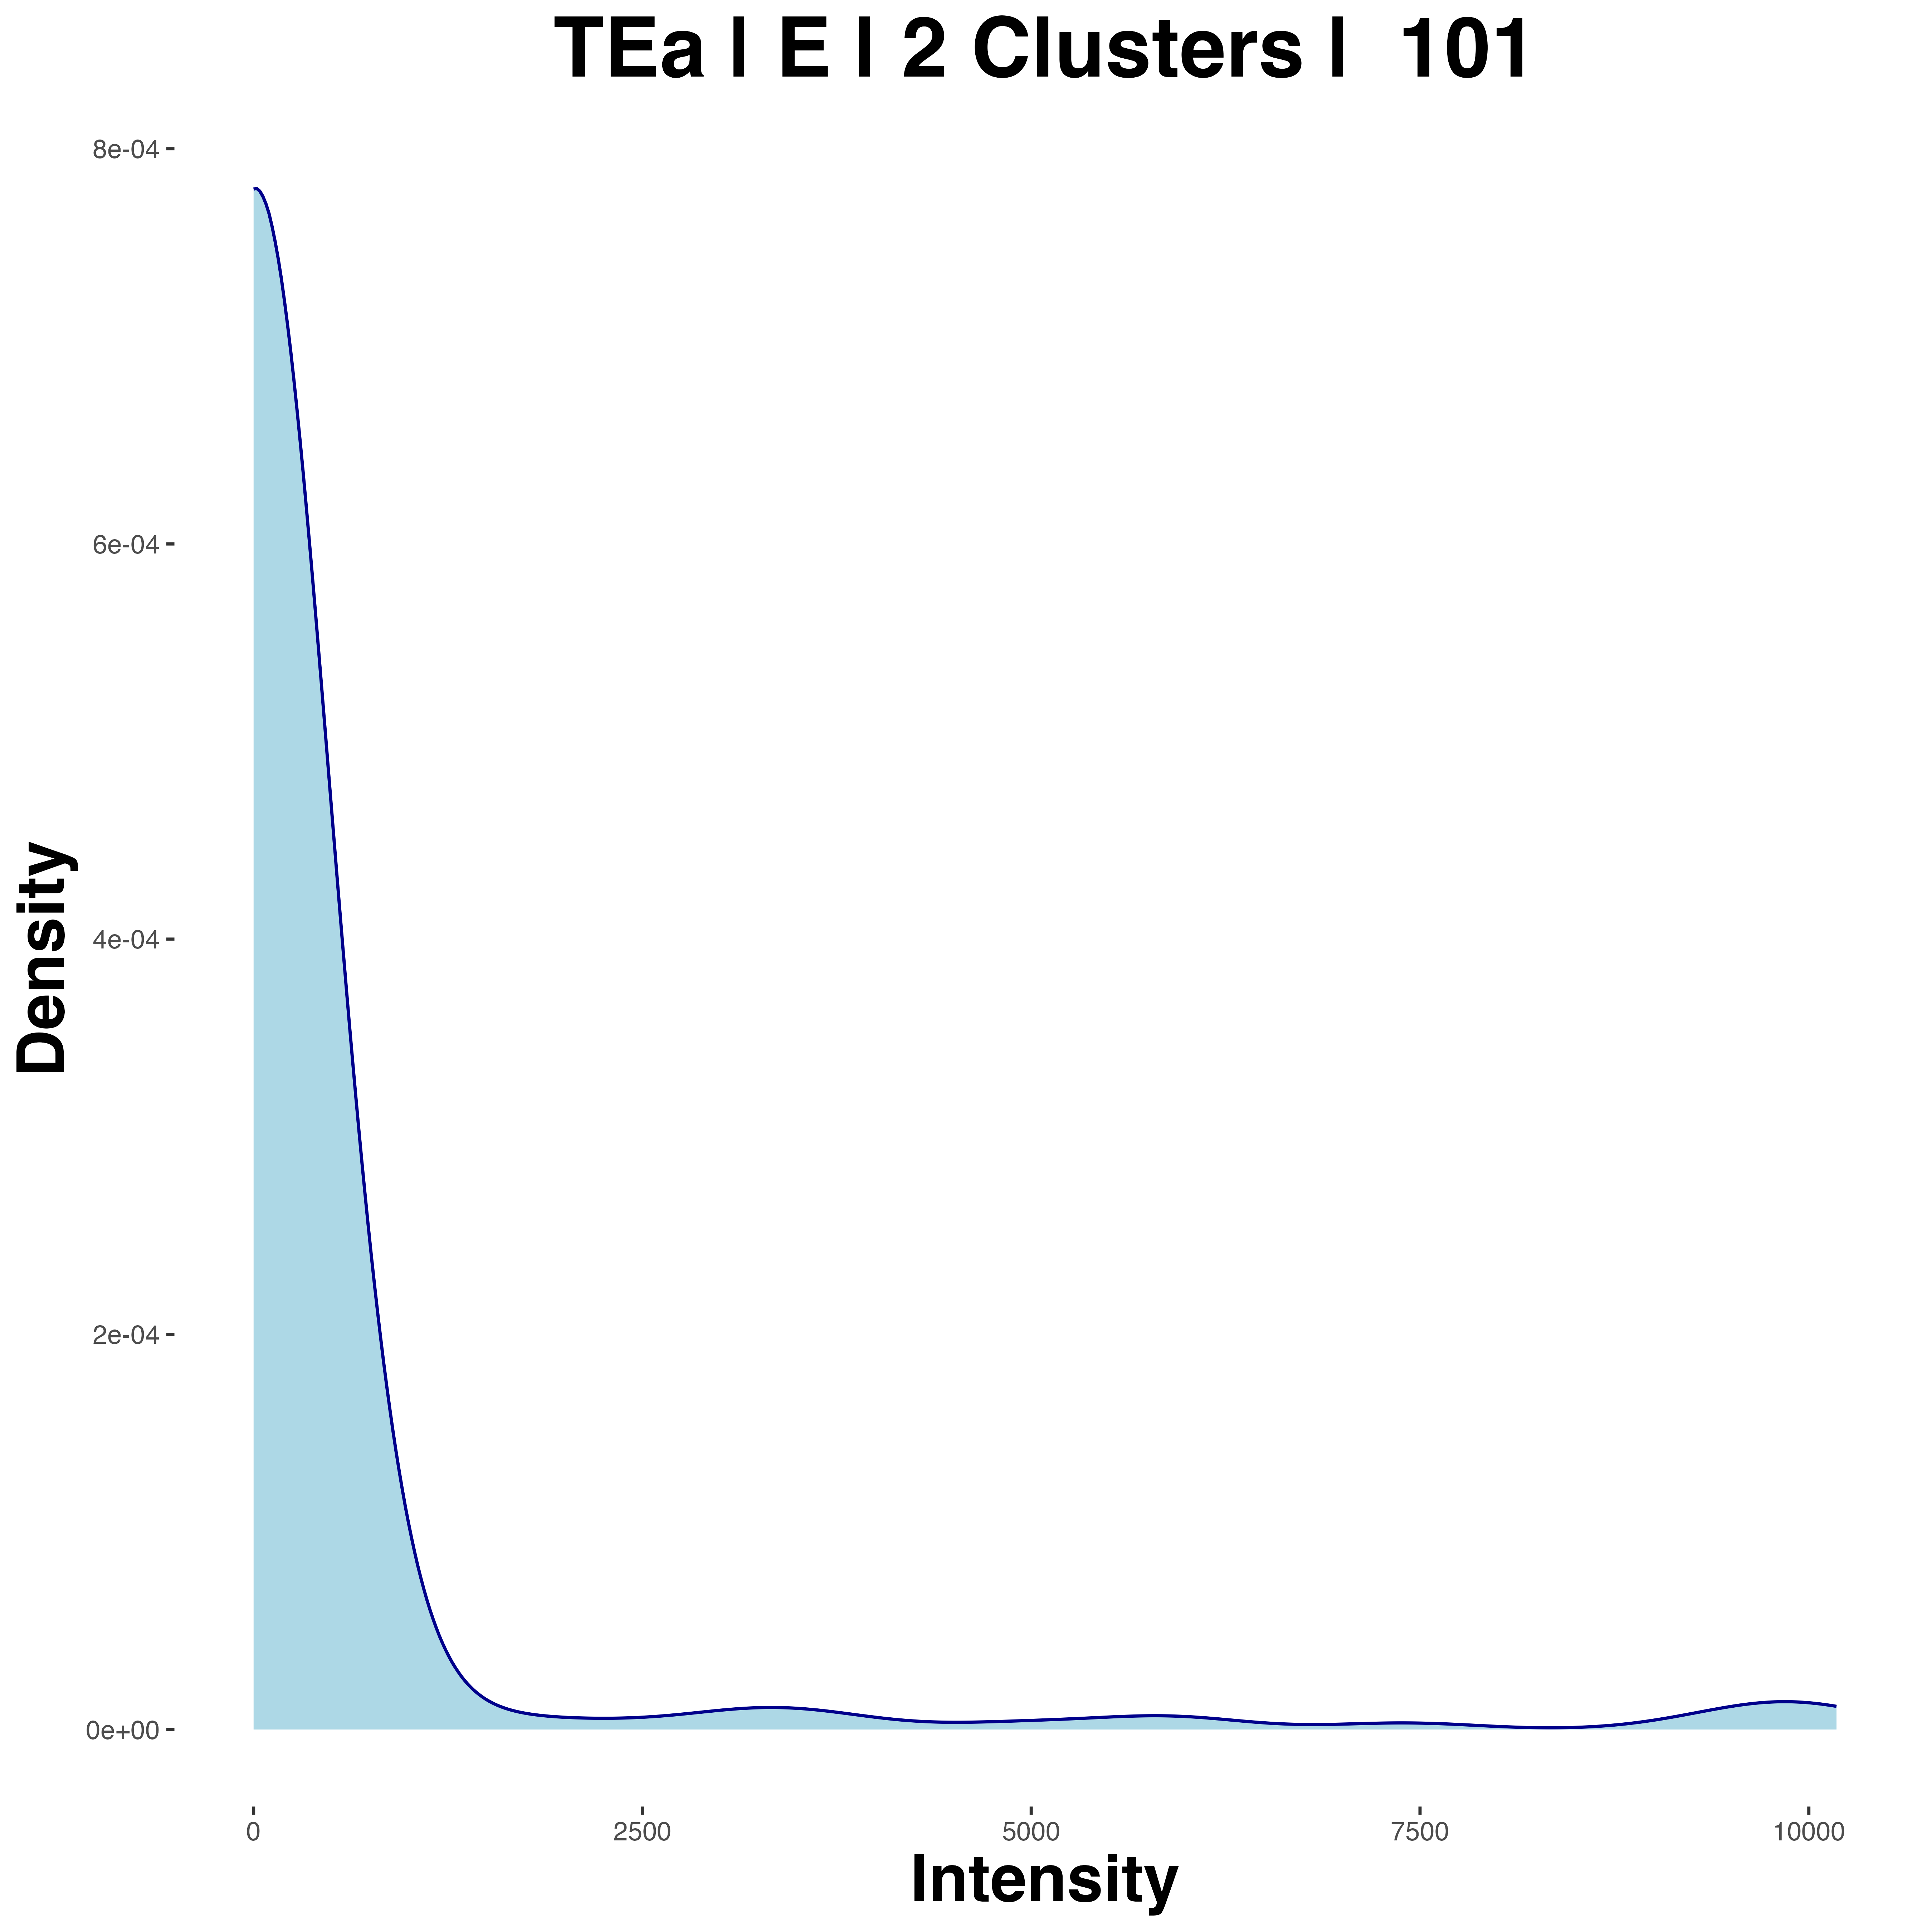 TEa | E | 2 Clusters |  101
8e-04
6e-04
4e-04
2e-04
0e+00
Density
0 2500 5000 7500 10000
Intensity